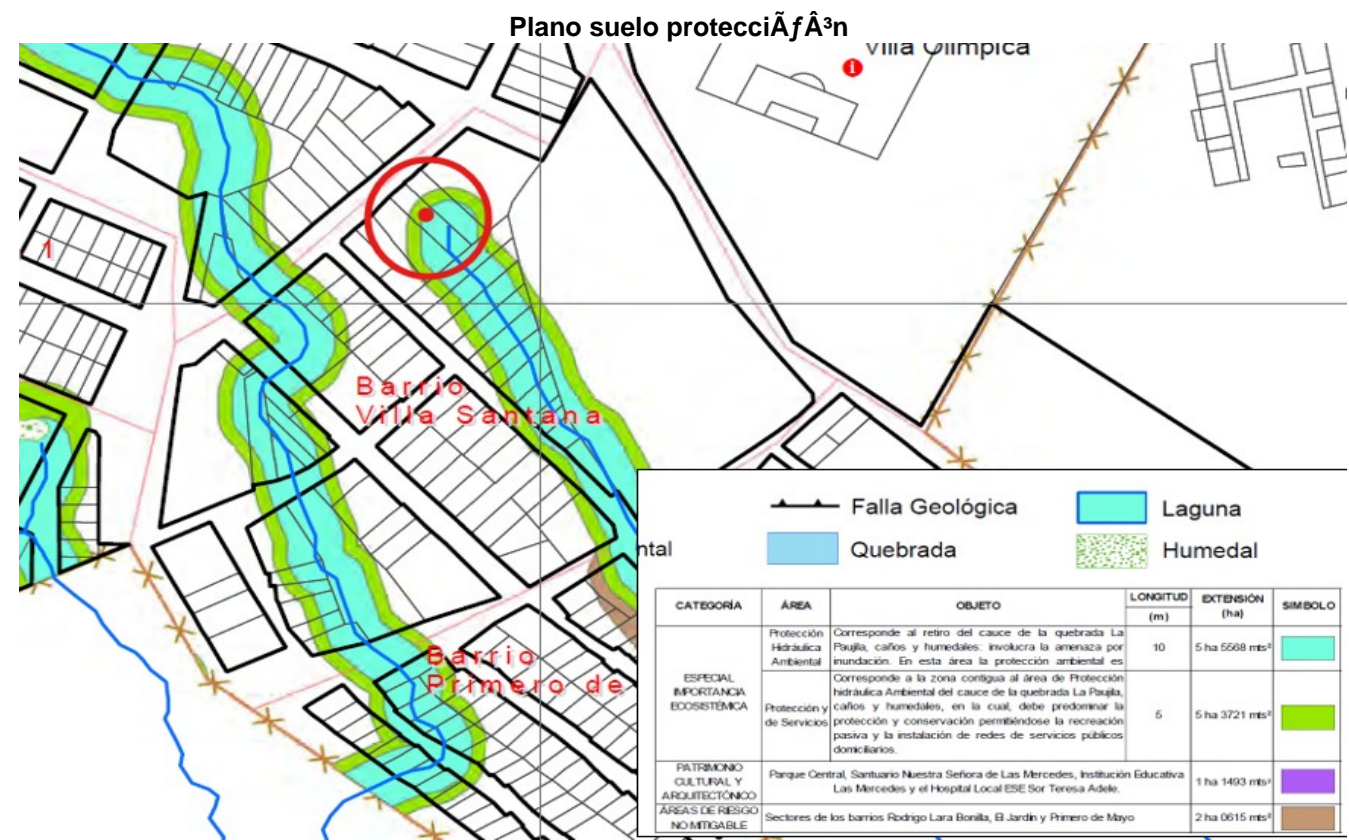 Plano suelo protecciÃƒÂ³n
Villa Olímpica
i
1
Barrio
Villa Santana
Barrio
Primero de
Falla Geológica
Laguna
ntal
Quebrada
Humedal
CATEGORÍA
ÁREA
OBJETO
LONGITUD
(m)
EXTENSIÓN
(ha)
SIMBOLO
ESPECIAL
IMPORTANCIA
ECOSISTÉMICA
Protección
Hidráulica
Ambiental
Corresponde al retiro del cauce de la quebrada La
Paujila, caños y humedales: involucra la amenaza por
inundación. En esta área la protección ambiental es
10
5 ha 5568 mts²
Protección y
de Servicios
Corresponde a la zona contigua al área de Protección
hidráulica Ambiental del cauce de la quebrada La Paujila,
caños y humedales, en la cual, debe predominar la
protección y conservación permitiéndose la recreación
pasiva y la instalación de redes de servicios públicos
domiciliarios.
5
5 ha 3721 mts²
PATRIMONIO
CULTURAL Y
ARQUITECTÓNICO
Parque Central, Santuario Nuestra Señora de Las Mercedes, Institución Educativa
Las Mercedes y el Hospital Local ESE Sor Teresa Adele.
1 ha 1493 mts²
ÁREAS DE RIESGO
NO MITIGABLE
Sectores de los barrios Rodrigo Lara Bonilla, El Jardín y Primero de Mayo
2 ha 0615 mts²